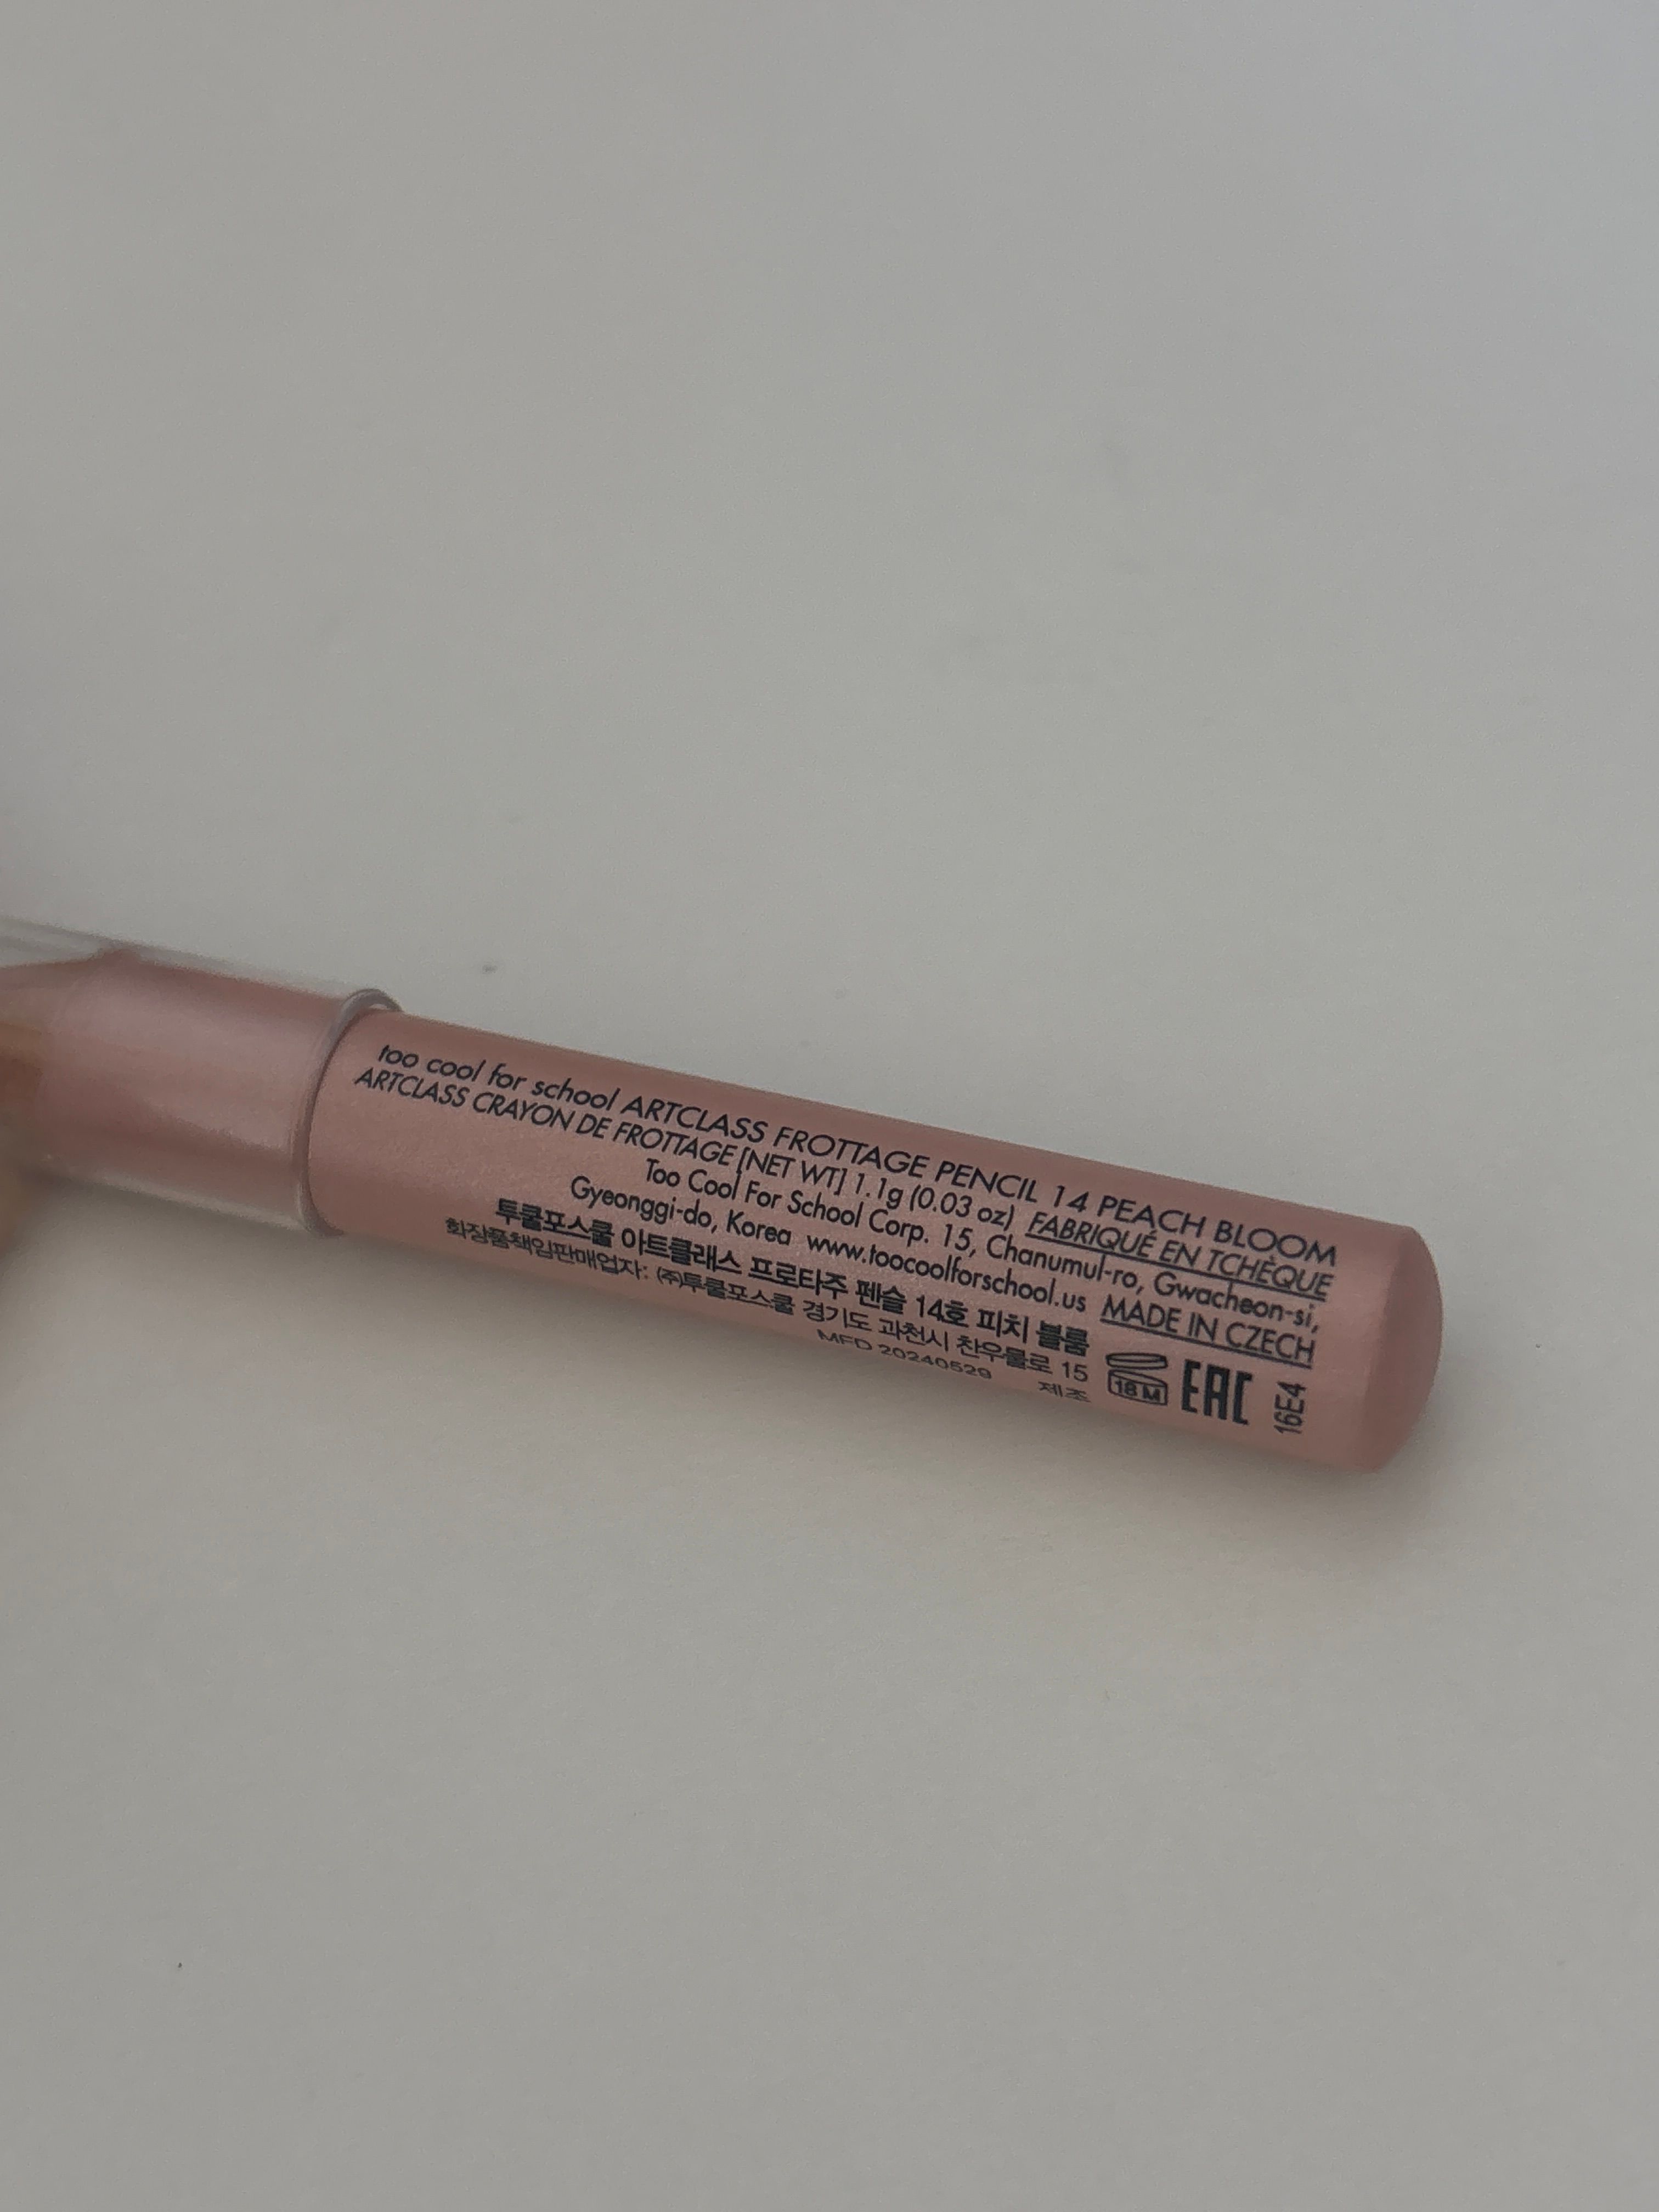 too cool for school ARTCLASS FROTTAGE PENCIL 14 PEACH BLOOM
ARTCLASS CRAYON DE FROTTAGE [NET WT] 1.1g (0.03 oz) FABRIQUÉ EN TCHÈQUE
Too Cool For School Corp. 15, Chanumul-ro, Gwacheon-si,
Gyeonggi-do, Korea www.toocoolforschool.us MADE IN CZECH
투쿨포스쿨 아트클래스 프로타주 펜슬 14호 피치 블룸
화장품책임판매업자: (주)투쿨포스쿨 경기도 과천시 찬우물로 15
MFD 20240529 제조
18 M EAC 16E4